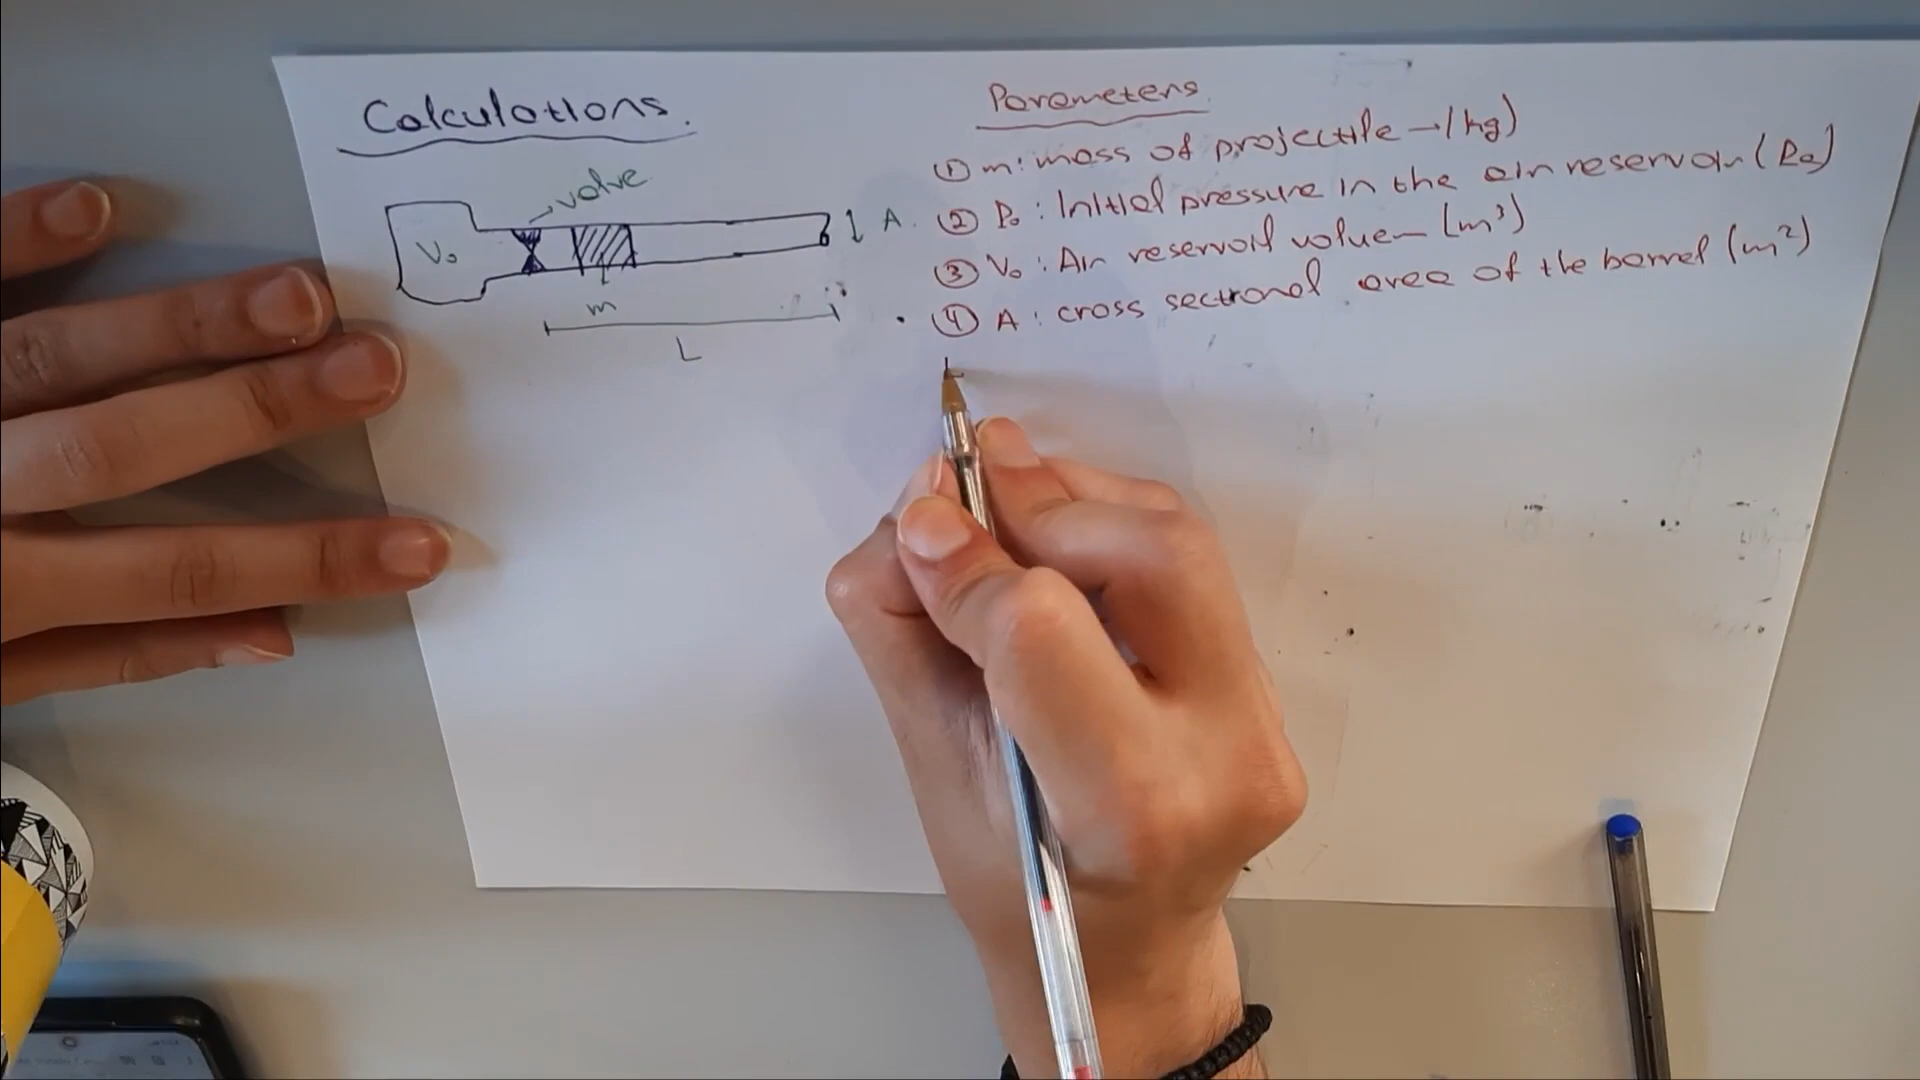 Calculations.
valve
V₀
m
L
A.
Parameters
① m: mass of projectile → (kg)
② P₀ : Initial pressure in the air reservoir (Pa)
③ V₀ : Air reservoir volue → (m³)
④ A : cross sectional area of the barrel (m²)
L